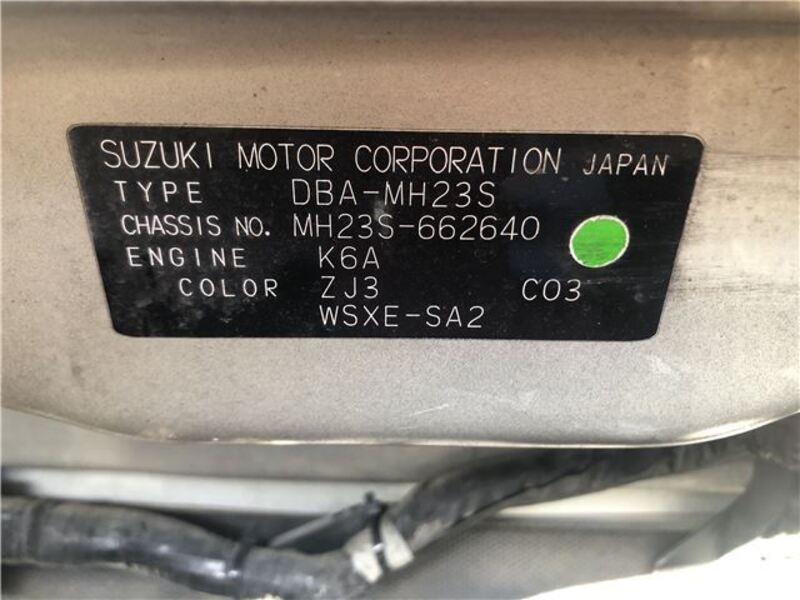 SUZUKI MOTOR CORPORATION JAPAN
TYPE DBA-MH23S
CHASSIS NO. MH23S-662640
ENGINE K6A
COLOR ZJ3 C03
WSXE-SA2